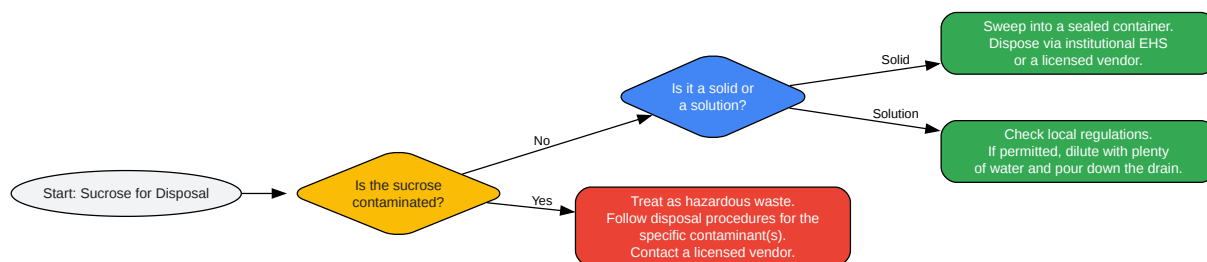 Start: Sucrose for Disposal
Is the sucrose
contaminated?
No
Yes
Is it a solid or
a solution?
Solid
Solution
Sweep into a sealed container.
Dispose via institutional EHS
or a licensed vendor.
Check local regulations.
If permitted, dilute with plenty
of water and pour down the drain.
Treat as hazardous waste.
Follow disposal procedures for the
specific contaminant(s).
Contact a licensed vendor.